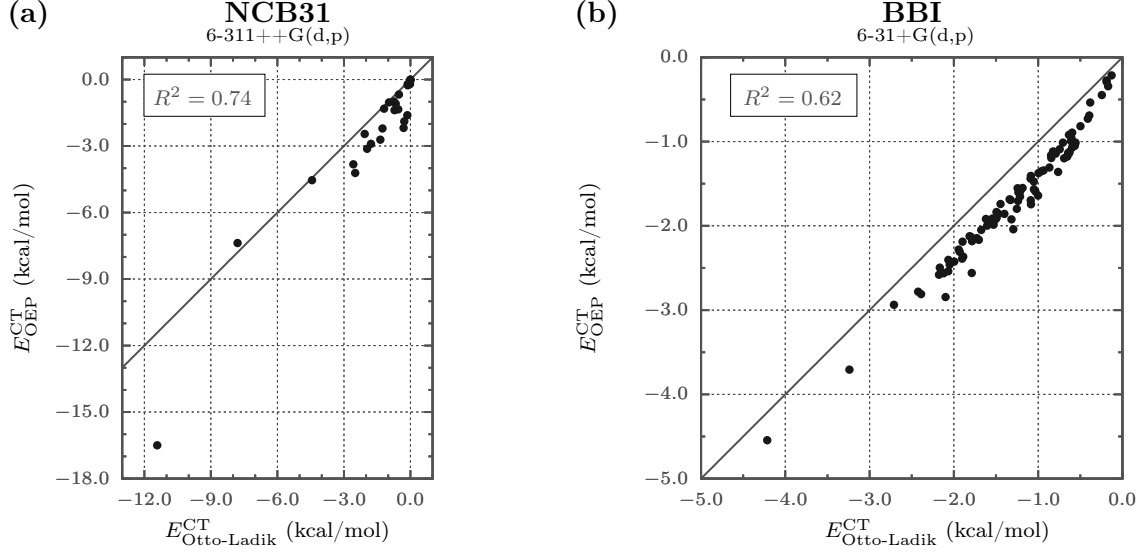 (a)
NCB31
6-311++G(d,p)
R² = 0.74
0.0
−3.0
−6.0
−9.0
−12.0
−15.0
−18.0
−12.0 −9.0 −6.0 −3.0 0.0
E^CT_OEP (kcal/mol)
E^CT_Otto-Ladik (kcal/mol)
(b)
BBI
6-31+G(d,p)
R² = 0.62
0.0
−1.0
−2.0
−3.0
−4.0
−5.0
−5.0 −4.0 −3.0 −2.0 −1.0 0.0
E^CT_OEP (kcal/mol)
E^CT_Otto-Ladik (kcal/mol)